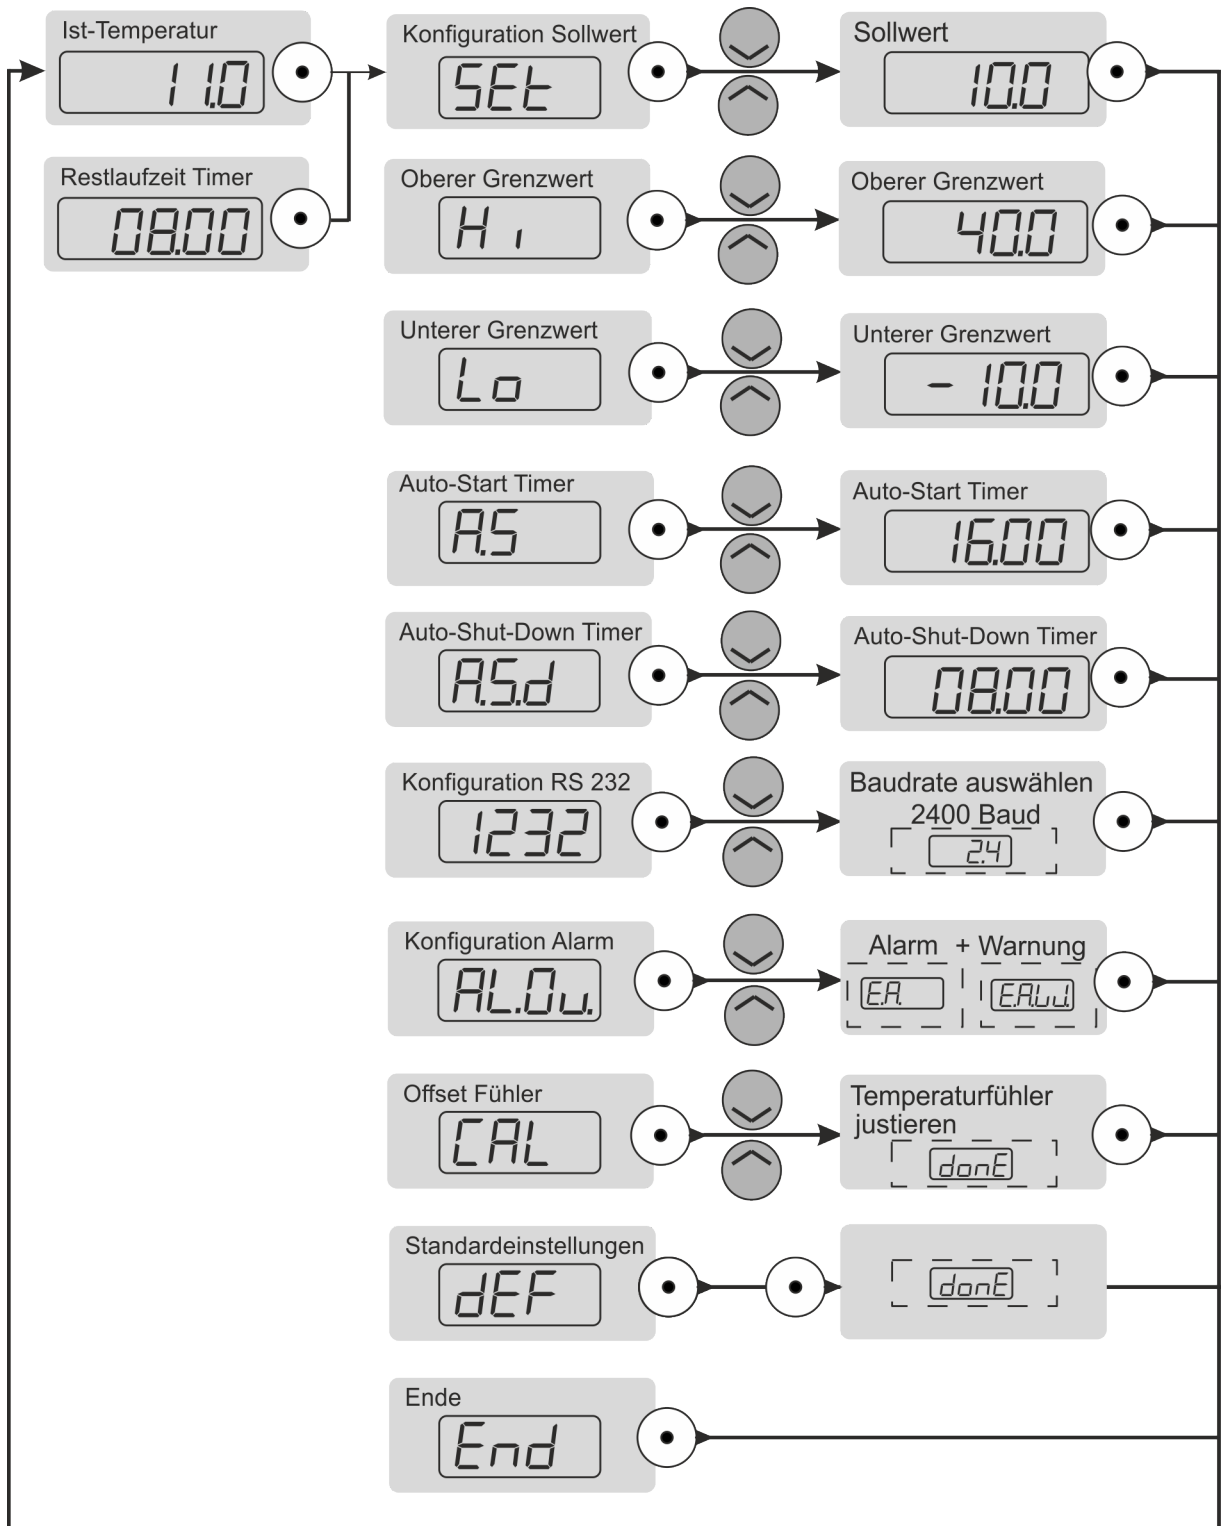 Ist-Temperatur
11.0
Konfiguration Sollwert
SEt
Sollwert
10.0
Restlaufzeit Timer
08.00
Oberer Grenzwert
Hi
Oberer Grenzwert
40.0
Unterer Grenzwert
Lo
Unterer Grenzwert
-10.0
Auto-Start Timer
A.S
Auto-Start Timer
16.00
Auto-Shut-Down Timer
A.S.d
Auto-Shut-Down Timer
08.00
Konfiguration RS 232
1232
Baudrate auswählen
2400 Baud
2.4
Konfiguration Alarm
AL.Ou.
Alarm + Warnung
E.A. E.A.W.
Offset Fühler
CAL
Temperaturfühler
justieren
donE
Standardeinstellungen
dEF
donE
Ende
End